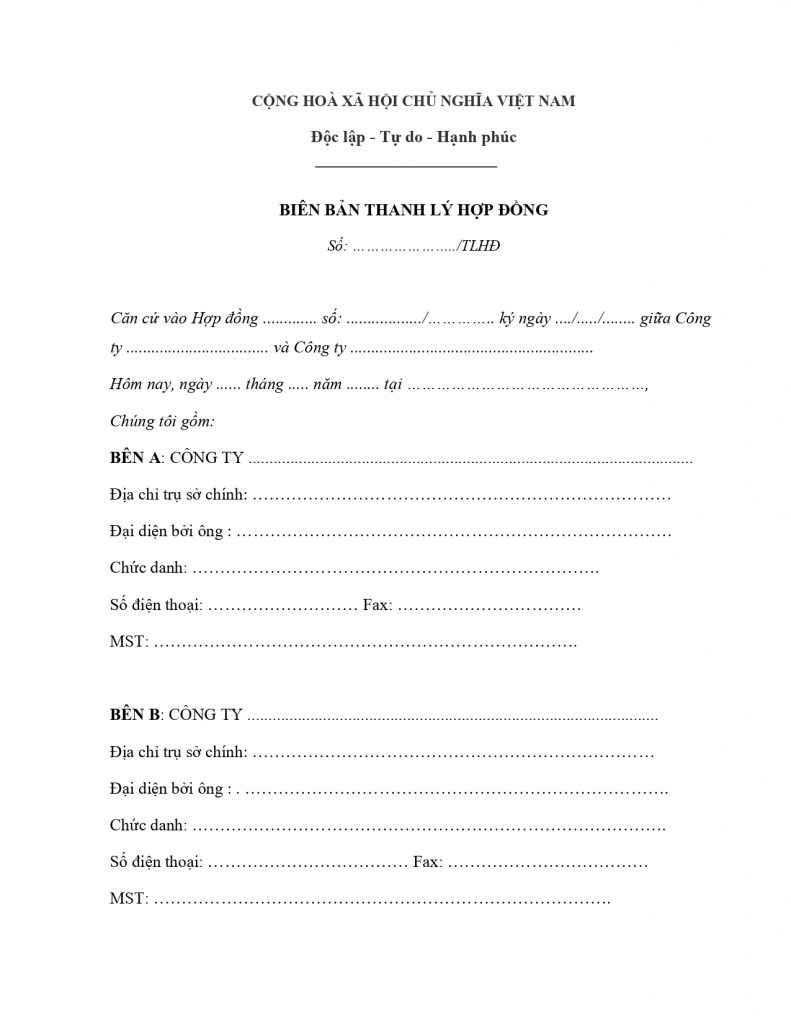 CỘNG HOÀ XÃ HỘI CHỦ NGHĨA VIỆT NAM
Độc lập - Tự do - Hạnh phúc
BIÊN BẢN THANH LÝ HỢP ĐỒNG
Số: …………………../TLHĐ
Căn cứ vào Hợp đồng ............. số: ................../………….. ký ngày ..../...../........ giữa Công
ty .................................. và Công ty ..........................................................
Hôm nay, ngày ...... tháng ..... năm ........ tại …………………………………………,
Chúng tôi gồm:
BÊN A: CÔNG TY ..........................................................................................................
Địa chỉ trụ sở chính: …………………………………………………………………
Đại diện bởi ông : ……………………………………………………………………
Chức danh: ……………………………………………………………….
Số điện thoại: ……………………… Fax: ……………………………
MST: ………………………………………………………………….
BÊN B: CÔNG TY ..................................................................................................
Địa chỉ trụ sở chính: ………………………………………………………………
Đại diện bởi ông : . ………………………………………………………………….
Chức danh: ………………………………………………………………………….
Số điện thoại: ……………………………… Fax: ………………………………
MST: ……………………………………………………………………….